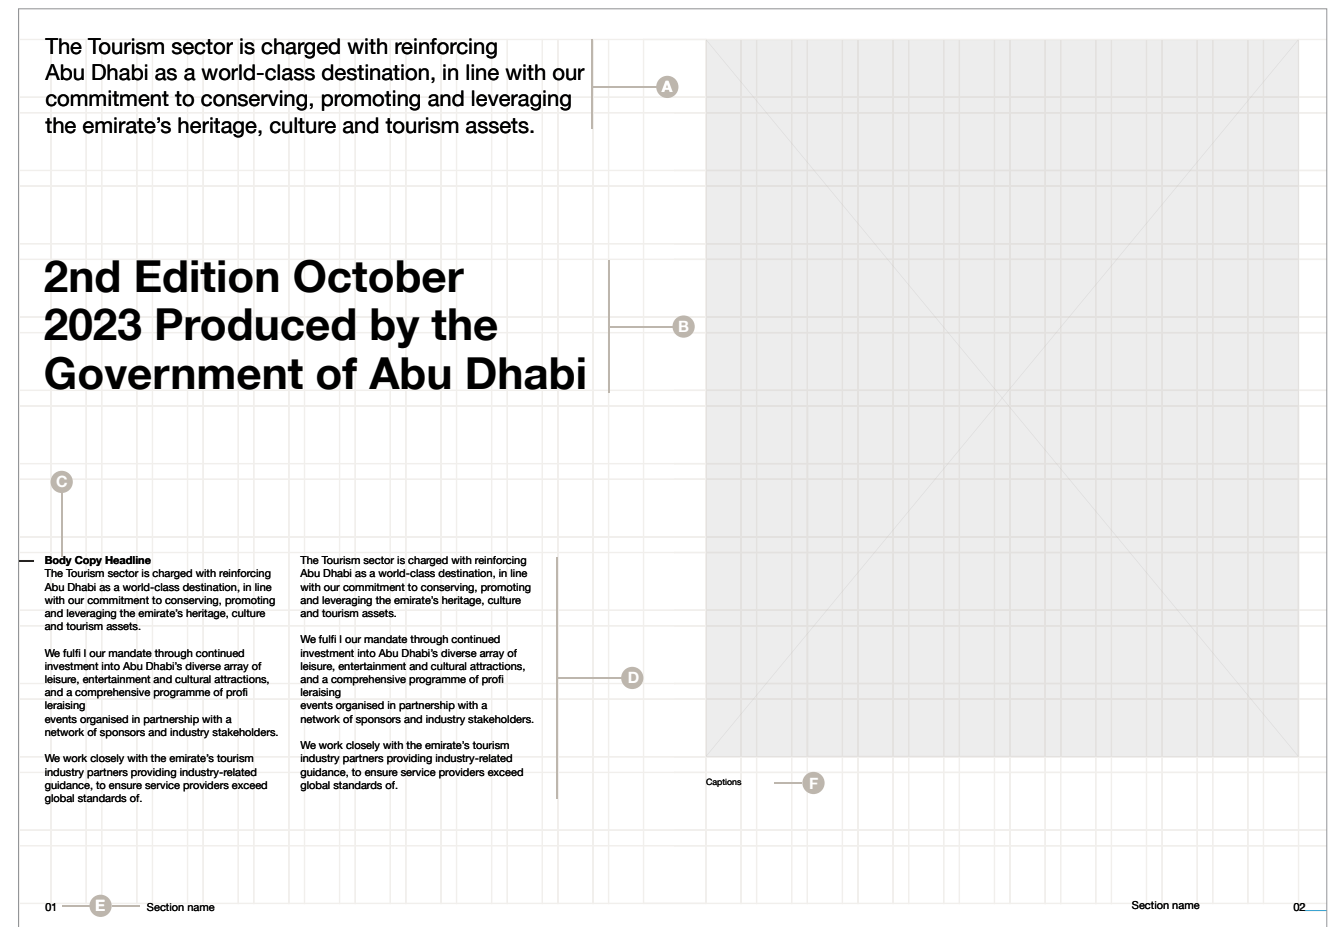 The Tourism sector is charged with reinforcing
Abu Dhabi as a world-class destination, in line with our
commitment to conserving, promoting and leveraging
the emirate's heritage, culture and tourism assets.
A
2nd Edition October
2023 Produced by the
Government of Abu Dhabi
B
C
Body Copy Headline
The Tourism sector is charged with reinforcing
Abu Dhabi as a world-class destination, in line
with our commitment to conserving, promoting
and leveraging the emirate's heritage, culture
and tourism assets.
We fulfi l our mandate through continued
investment into Abu Dhabi's diverse array of
leisure, entertainment and cultural attractions,
and a comprehensive programme of profi
leraising
events organised in partnership with a
network of sponsors and industry stakeholders.
We work closely with the emirate's tourism
industry partners providing industry-related
guidance, to ensure service providers exceed
global standards of.
The Tourism sector is charged with reinforcing
Abu Dhabi as a world-class destination, in line
with our commitment to conserving, promoting
and leveraging the emirate's heritage, culture
and tourism assets.
We fulfi l our mandate through continued
investment into Abu Dhabi's diverse array of
leisure, entertainment and cultural attractions,
and a comprehensive programme of profi
leraising
events organised in partnership with a
network of sponsors and industry stakeholders.
We work closely with the emirate's tourism
industry partners providing industry-related
guidance, to ensure service providers exceed
global standards of.
D
Captions
F
01
E
Section name
Section name
02